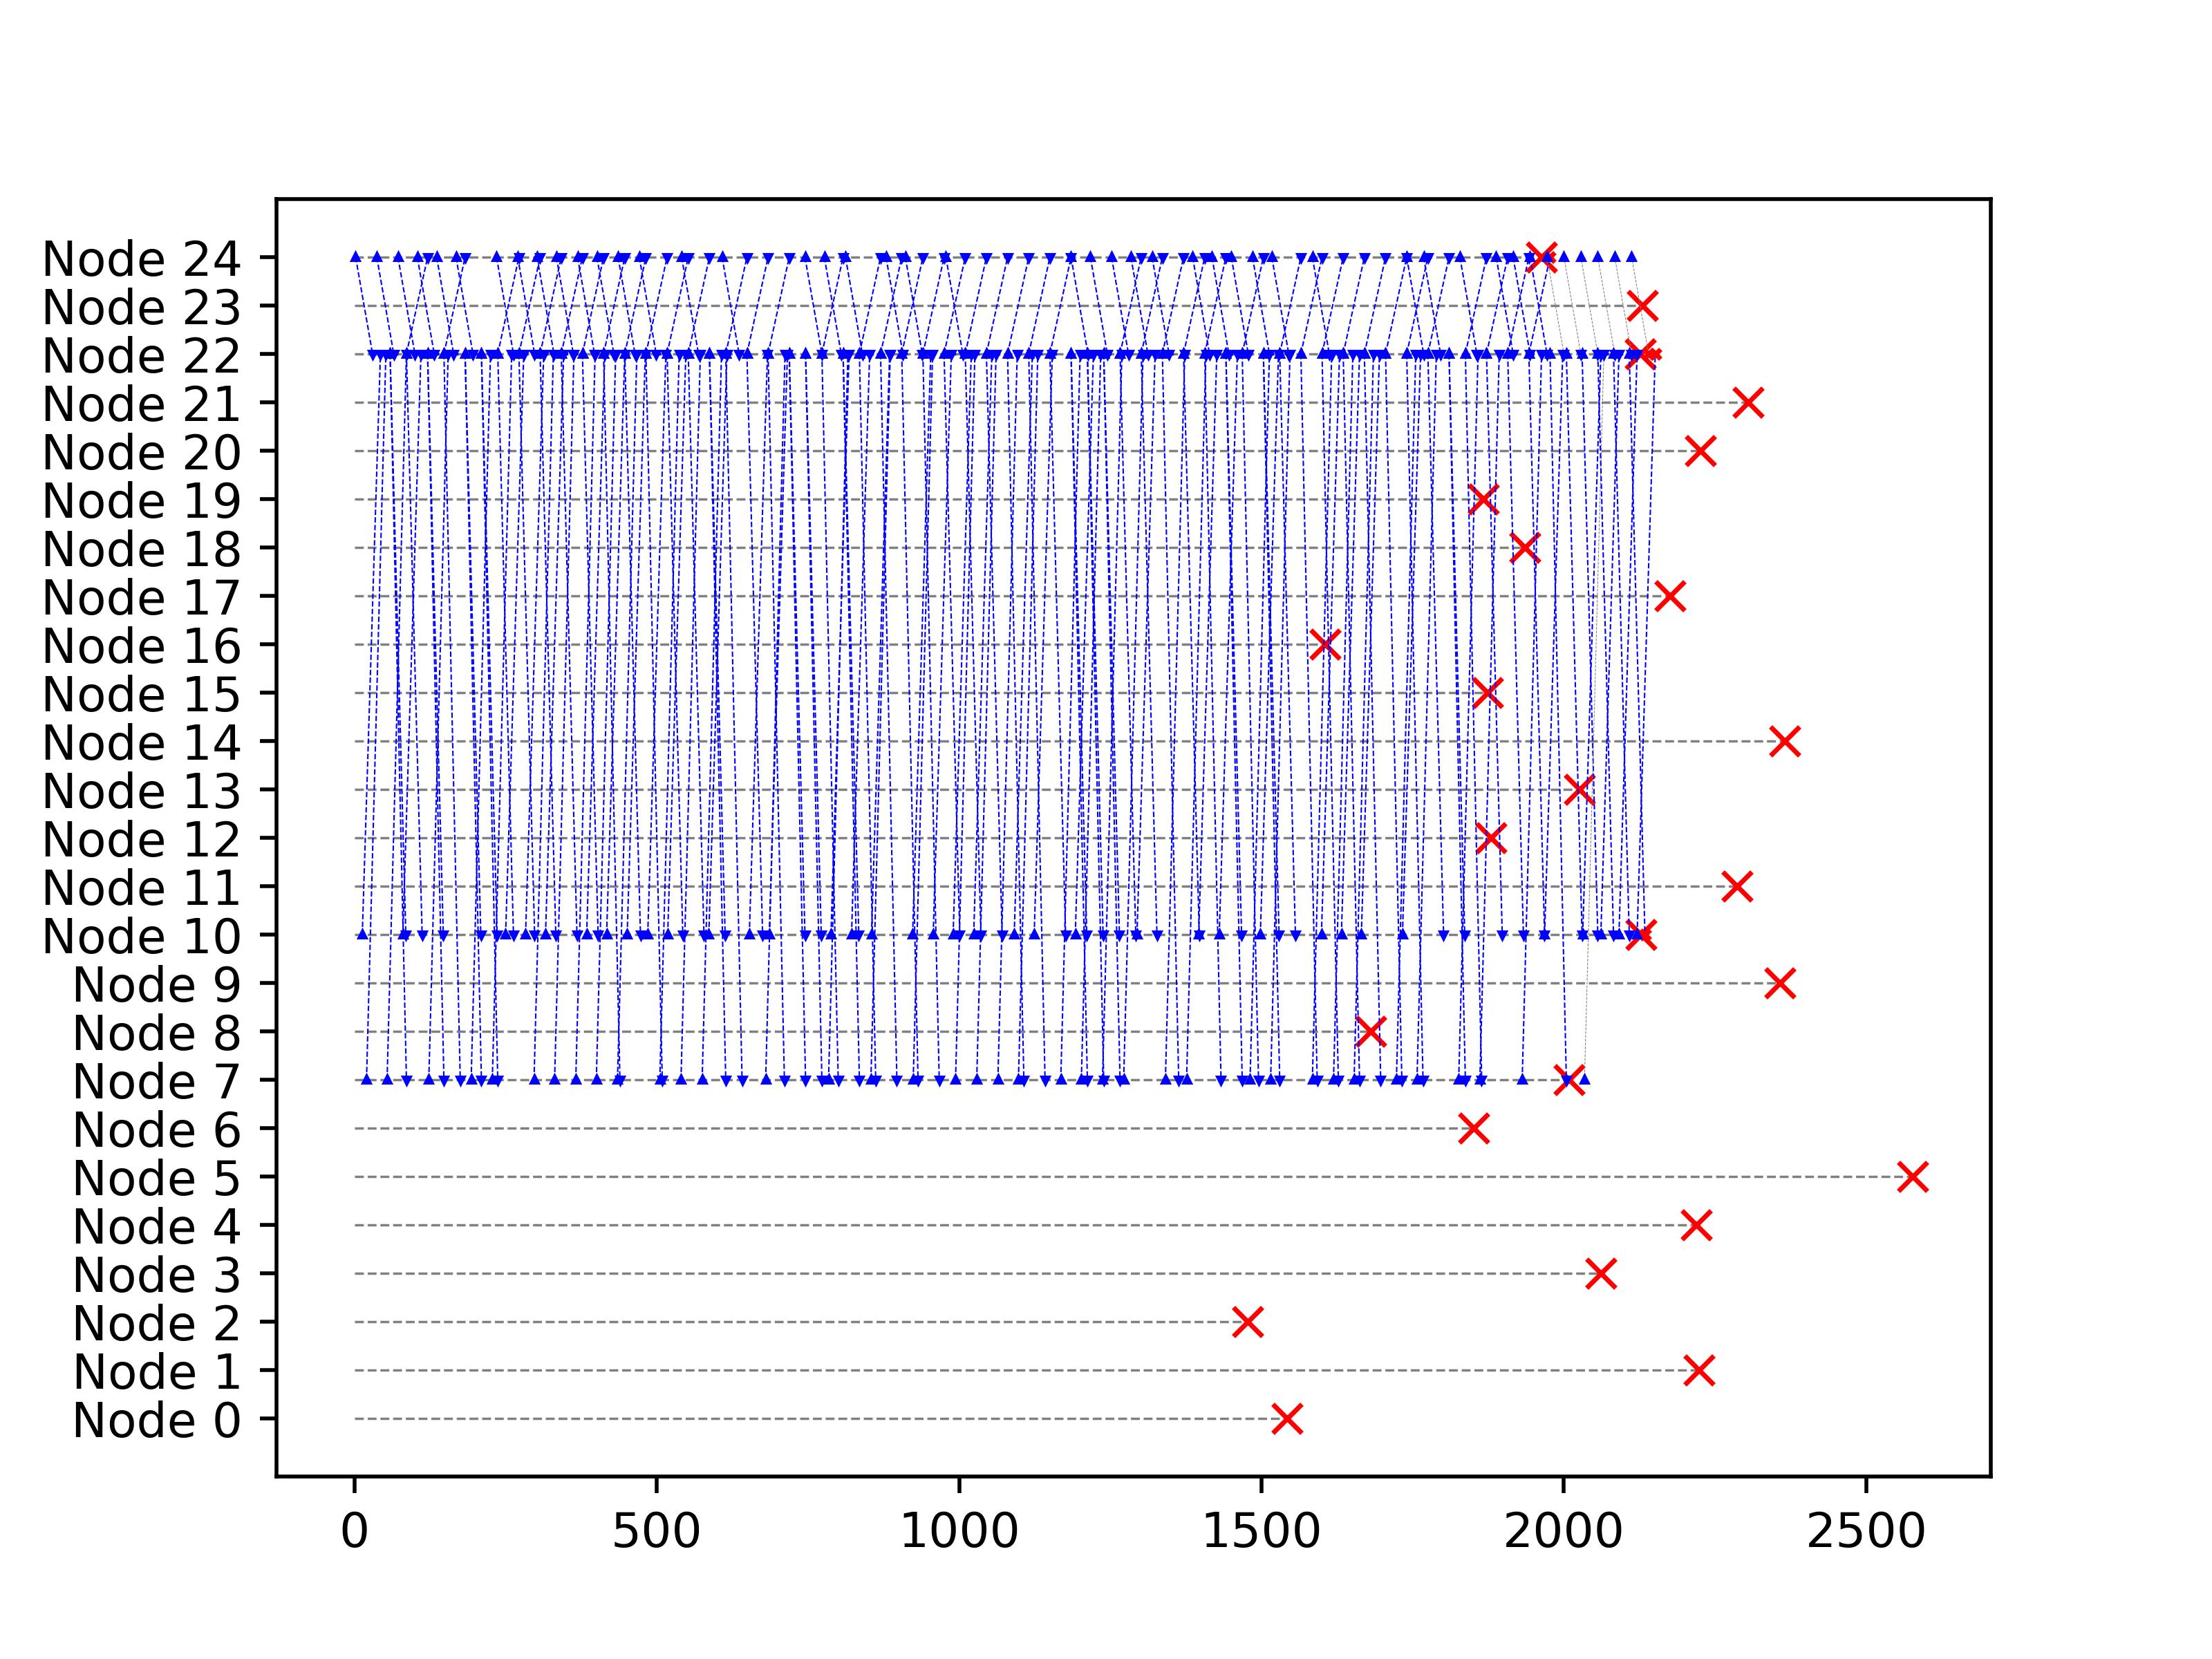 Node 24
Node 23
Node 22
Node 21
Node 20
Node 19
Node 18
Node 17
Node 16
Node 15
Node 14
Node 13
Node 12
Node 11
Node 10
Node 9
Node 8
Node 7
Node 6
Node 5
Node 4
Node 3
Node 2
Node 1
Node 0
0 500 1000 1500 2000 2500